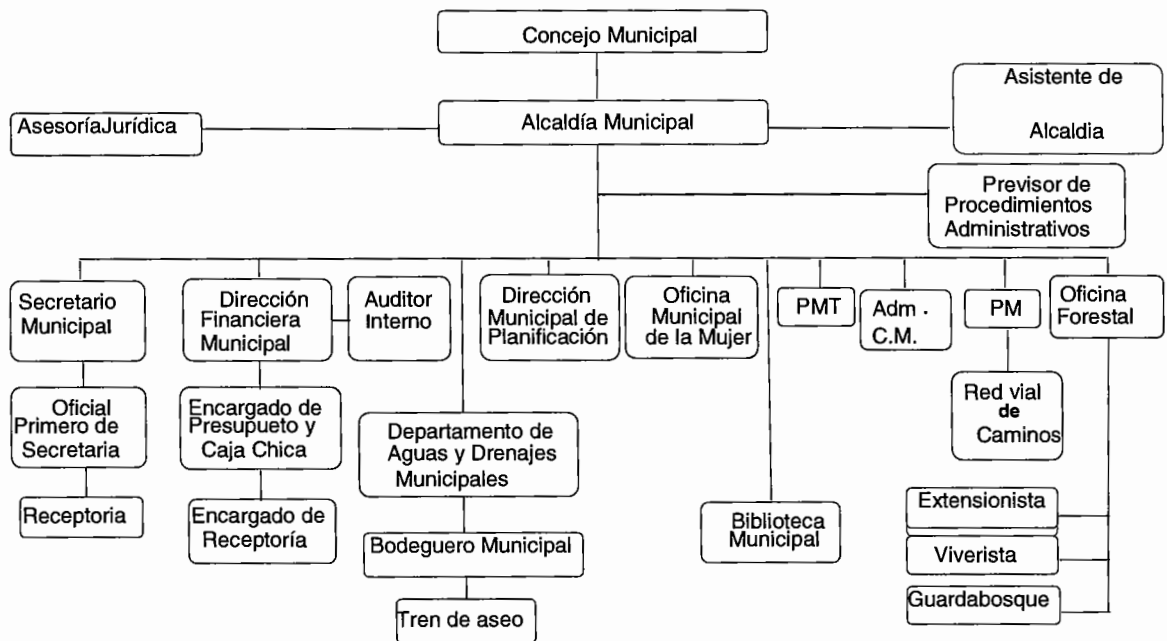 Concejo Municipal
Asistente de
Alcaldia
AsesoríaJurídica
Alcaldía Municipal
Previsor de
Procedimientos
Administrativos
Secretario
Municipal
Dirección
Financiera
Municipal
Auditor
Interno
Dirección
Municipal de
Planificación
Oficina
Municipal
de la Mujer
PMT
Adm .
C.M.
PM
Oficina
Forestal
Oficial
Primero de
Secretaria
Encargado de
Presupueto y
Caja Chica
Departamento de
Aguas y Drenajes
Municipales
Red vial
de
Caminos
Receptoria
Encargado de
Receptoría
Bodeguero Municipal
Tren de aseo
Biblioteca
Municipal
Extensionista
Viverista
Guardabosque